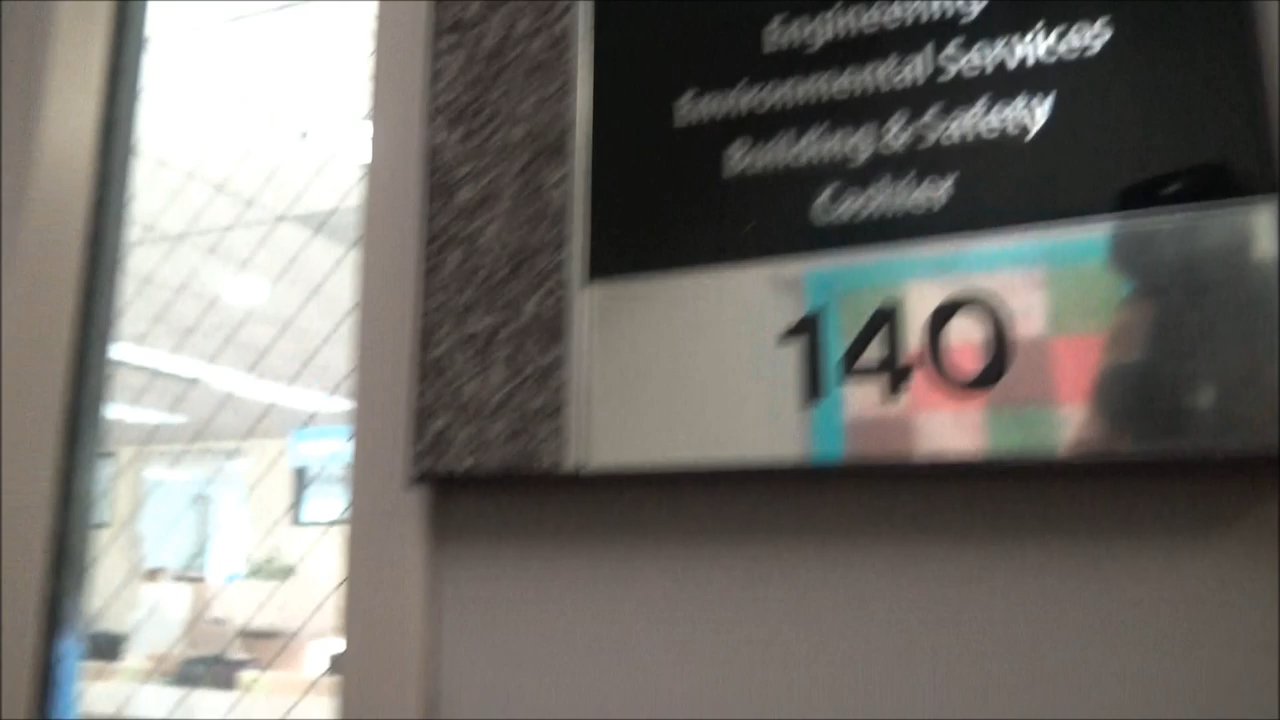 Engineering
Environmental Services
Building & Safety
Cashier
140